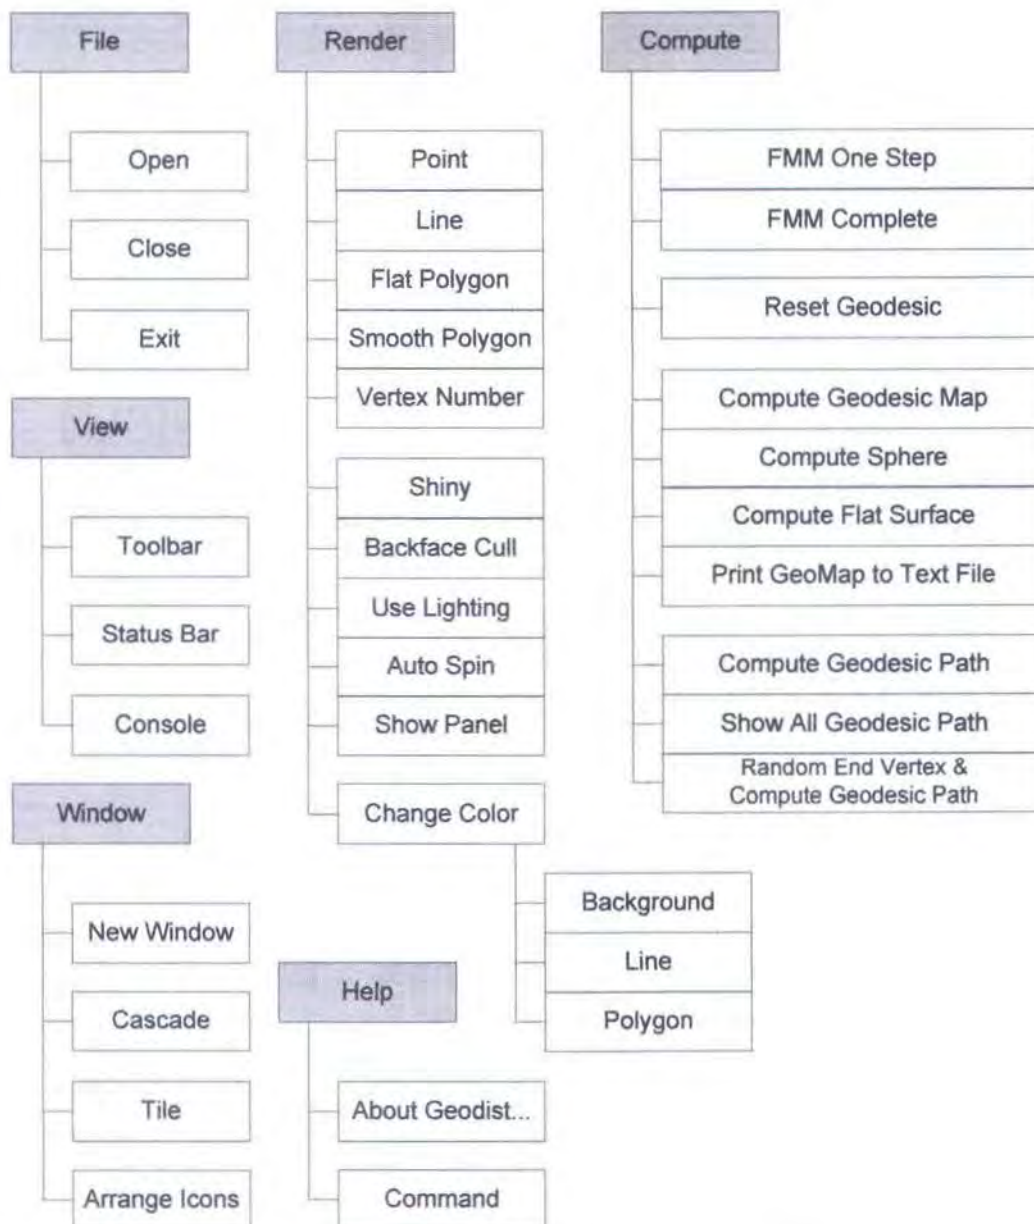 File
Open
Close
Exit
View
Toolbar
Status Bar
Console
Window
New Window
Cascade
Tile
Arrange Icons
Render
Point
Line
Flat Polygon
Smooth Polygon
Vertex Number
Shiny
Backface Cull
Use Lighting
Auto Spin
Show Panel
Change Color
Background
Line
Polygon
Help
About Geodist...
Command
Compute
FMM One Step
FMM Complete
Reset Geodesic
Compute Geodesic Map
Compute Sphere
Compute Flat Surface
Print GeoMap to Text File
Compute Geodesic Path
Show All Geodesic Path
Random End Vertex &
Compute Geodesic Path